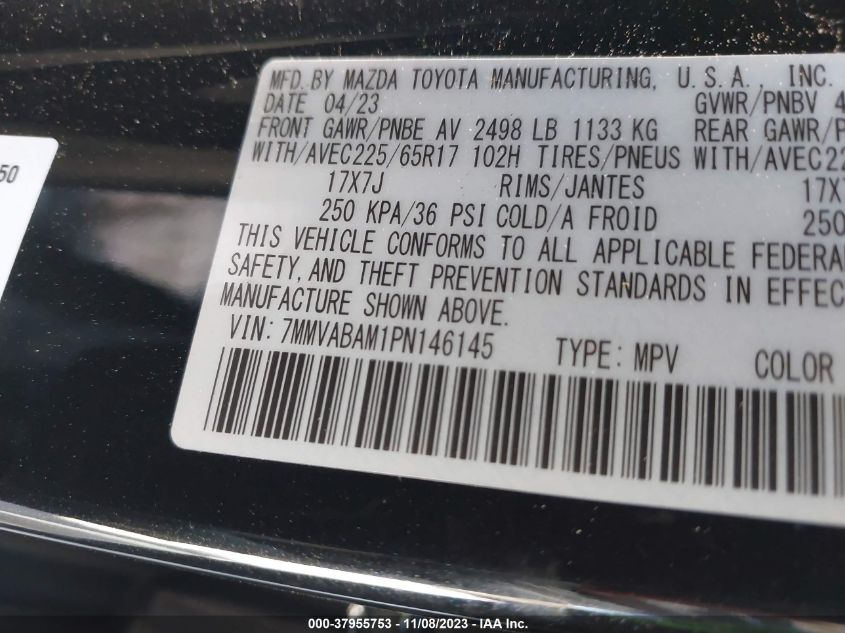 50
MFD. BY MAZDA TOYOTA MANUFACTURING, U.S.A. INC.
DATE 04/23 GVWR/PNBV 4
FRONT GAWR/PNBE AV 2498 LB 1133 KG REAR GAWR/P
WITH/AVEC225/65R17 102H TIRES/PNEUS WITH/AVEC22
17X7J RIMS/JANTES 17X7
250 KPA/36 PSI COLD/A FROID 250
THIS VEHICLE CONFORMS TO ALL APPLICABLE FEDERA
SAFETY, AND THEFT PREVENTION STANDARDS IN EFFEC
MANUFACTURE SHOWN ABOVE.
VIN: 7MMVABAM1PN146145 TYPE: MPV COLOR
000-37955753 - 11/08/2023 - IAA Inc.